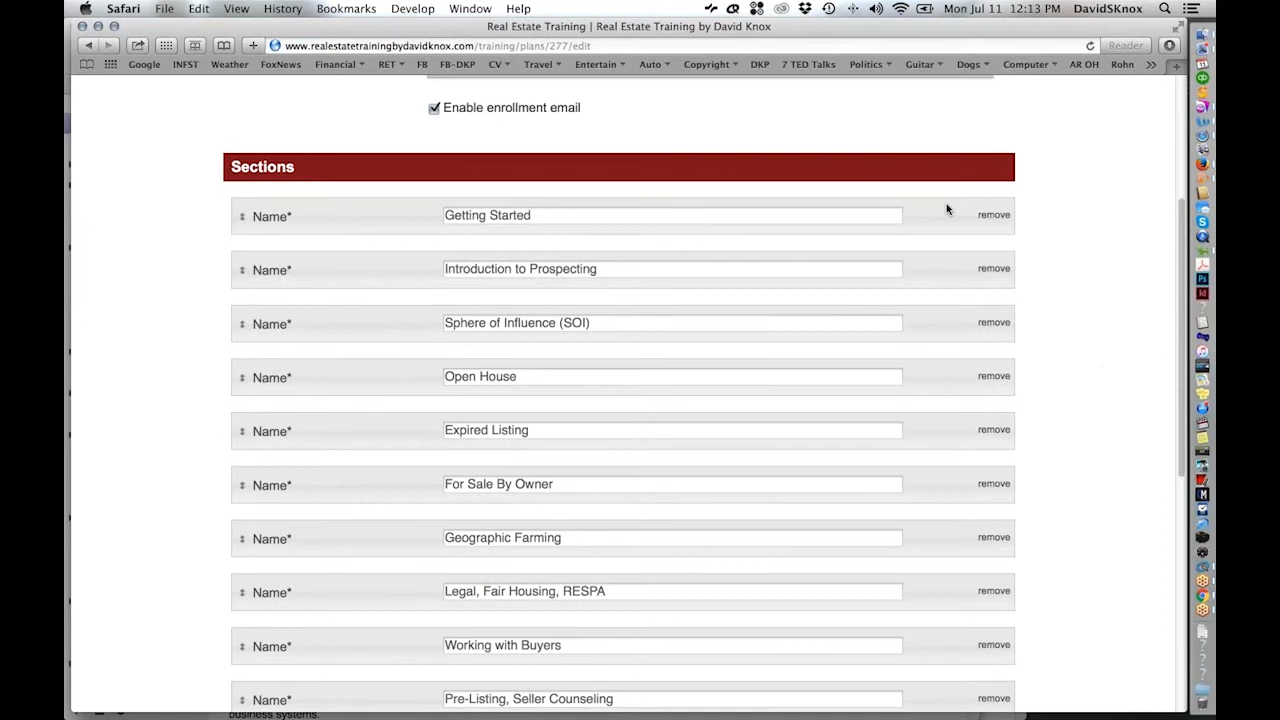 Safari File Edit View History Bookmarks Develop Window Help Mon Jul 11 12:13 PM DavidSKnox
Real Estate Training | Real Estate Training by David Knox
www.realestatetrainingbydavidknox.com/training/plans/277/edit Reader
Google INFST Weather FoxNews Financial RET FB FB-DKP CV Travel Entertain Auto Copyright DKP 7 TED Talks Politics Guitar Dogs Computer AR OH Rohn
Enable enrollment email
Sections
Name* Getting Started remove
Name* Introduction to Prospecting remove
Name* Sphere of Influence (SOI) remove
Name* Open House remove
Name* Expired Listing remove
Name* For Sale By Owner remove
Name* Geographic Farming remove
Name* Legal, Fair Housing, RESPA remove
Name* Working with Buyers remove
Name* Pre-Listing, Seller Counseling remove
business systems.